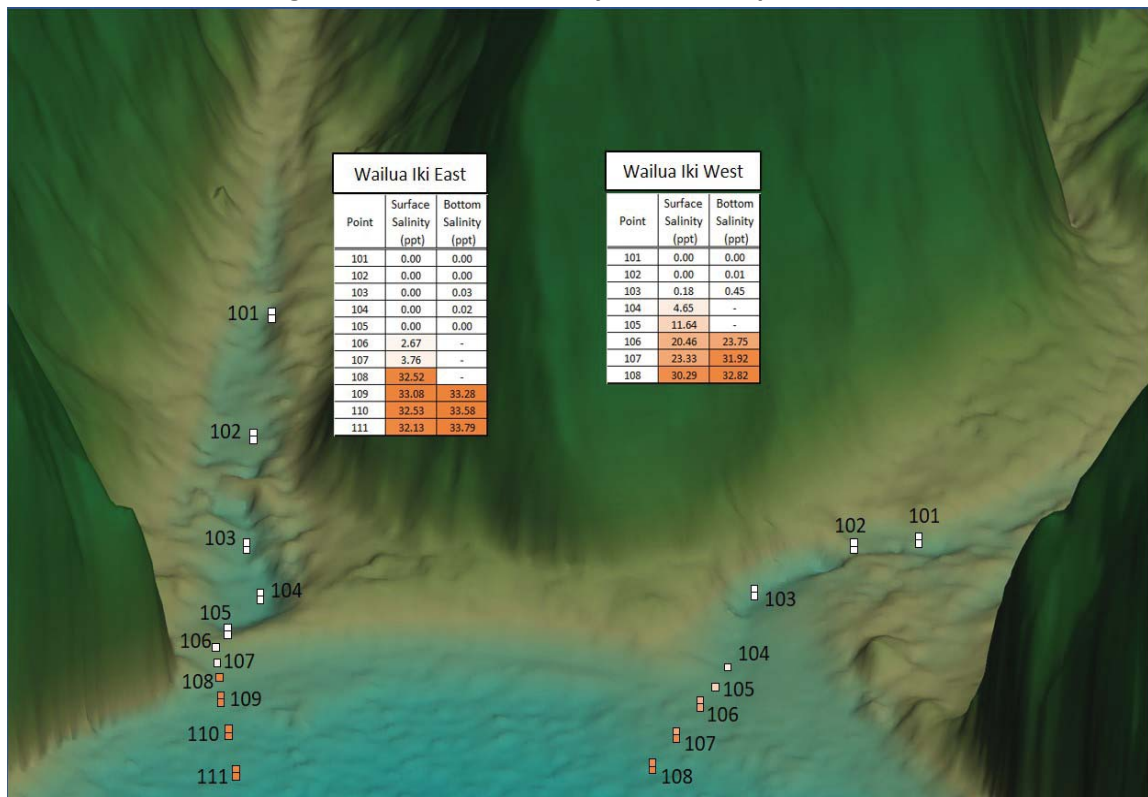 Wailua Iki East
Point Surface Salinity (ppt) Bottom Salinity (ppt)
101 0.00 0.00
102 0.00 0.00
103 0.00 0.03
104 0.00 0.02
105 0.00 0.00
106 2.67 -
107 3.76 -
108 32.52 -
109 33.08 33.28
110 32.53 33.58
111 32.13 33.79
Wailua Iki West
Point Surface Salinity (ppt) Bottom Salinity (ppt)
101 0.00 0.00
102 0.00 0.01
103 0.18 0.45
104 4.65 -
105 11.64 -
106 20.46 23.75
107 23.33 31.92
108 30.29 32.82
101
102
103
104
105
106
107
108
109
110
111
101
102
103
104
105
106
107
108